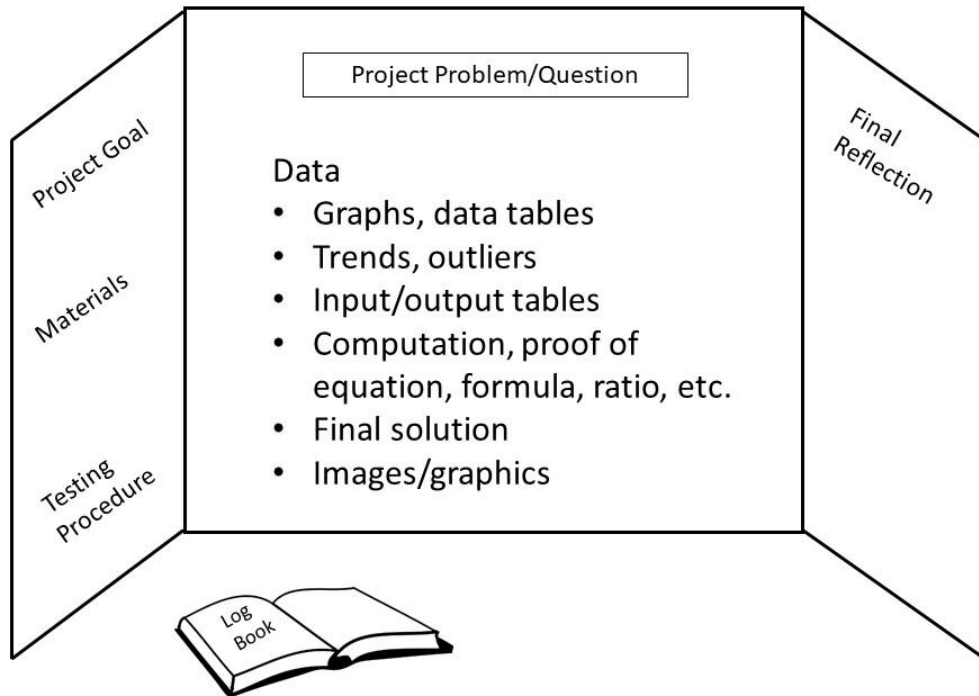 Project Problem/Question
Project Goal
Materials
Testing
Procedure
Data
• Graphs, data tables
• Trends, outliers
• Input/output tables
• Computation, proof of
equation, formula, ratio, etc.
• Final solution
• Images/graphics
Final
Reflection
Log
Book